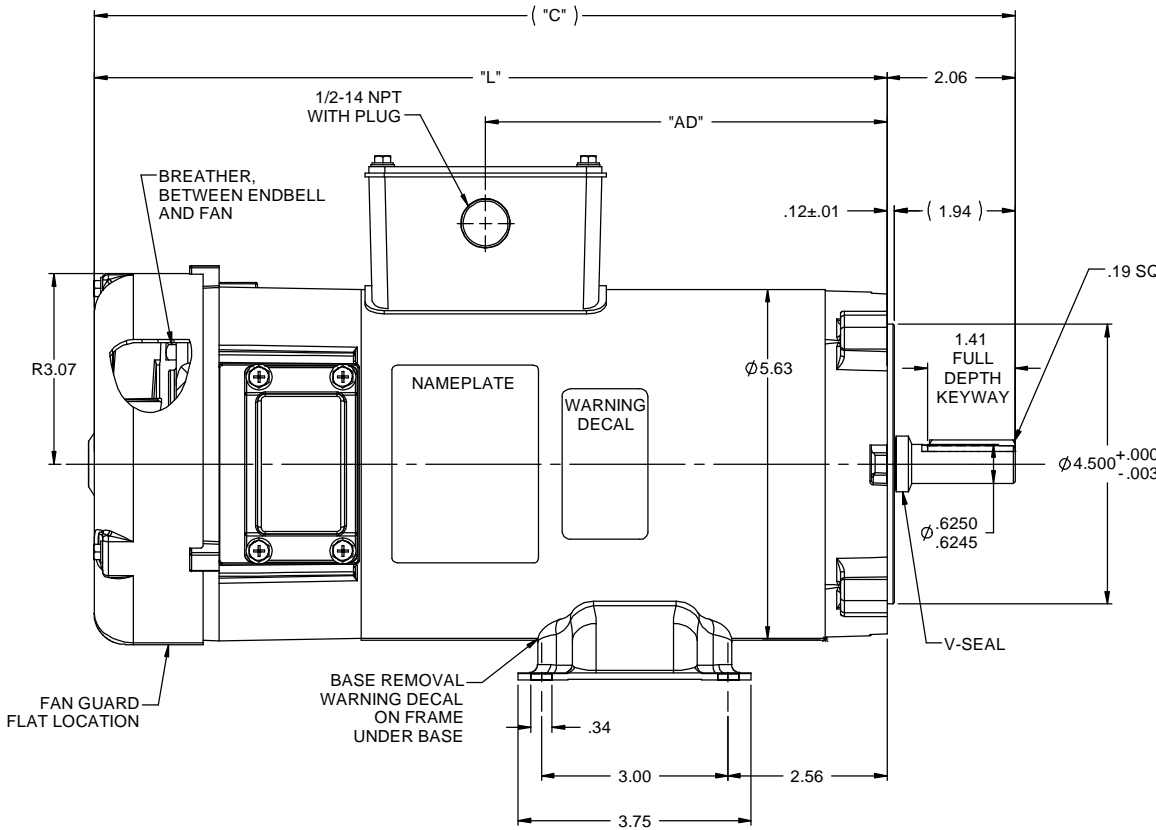 ( "C" )
"L"
2.06
1/2-14 NPT
WITH PLUG
"AD"
BREATHER,
BETWEEN ENDBELL
AND FAN
.12±.01
( 1.94 )
.19 SQ
R3.07
1.41
FULL
DEPTH
KEYWAY
NAMEPLATE
WARNING
DECAL
Ø5.63
Ø4.500 +.000
-.003
Ø .6250
.6245
V-SEAL
FAN GUARD
FLAT LOCATION
BASE REMOVAL
WARNING DECAL
ON FRAME
UNDER BASE
.34
3.00
2.56
3.75